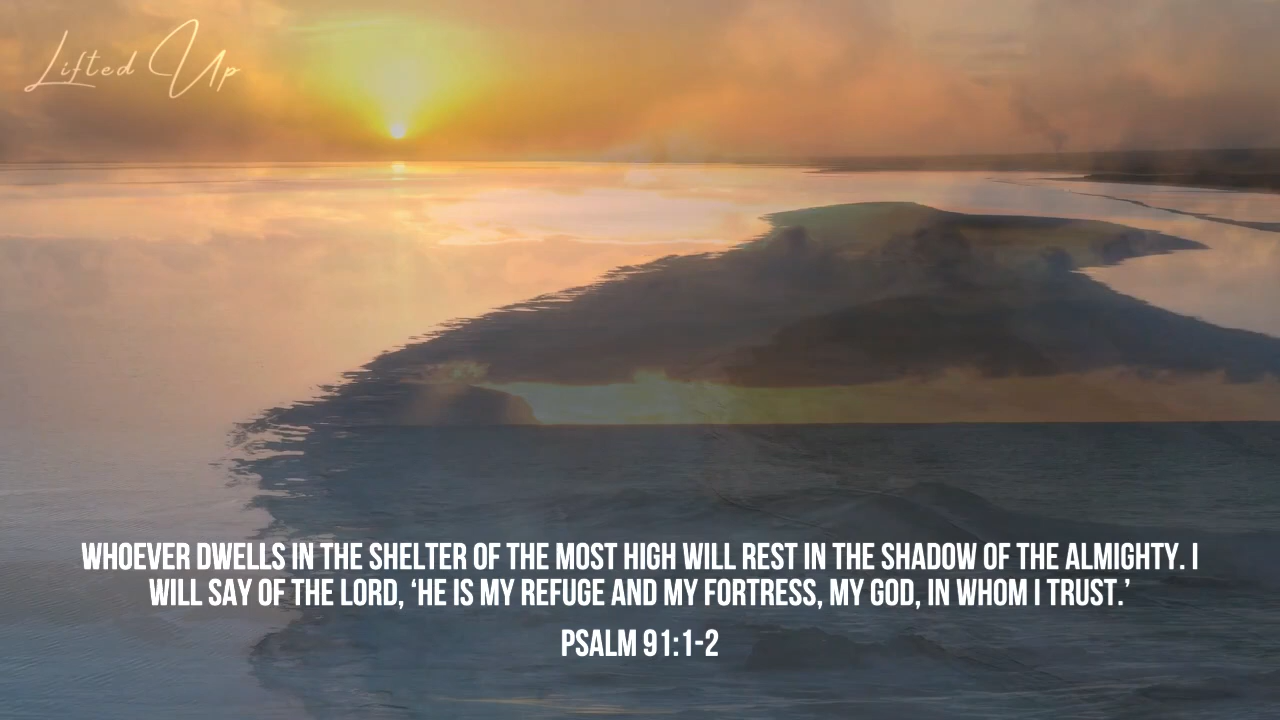 Lifted Up
WHOEVER DWELLS IN THE SHELTER OF THE MOST HIGH WILL REST IN THE SHADOW OF THE ALMIGHTY. I
WILL SAY OF THE LORD, ‘HE IS MY REFUGE AND MY FORTRESS, MY GOD, IN WHOM I TRUST.’
PSALM 91:1-2